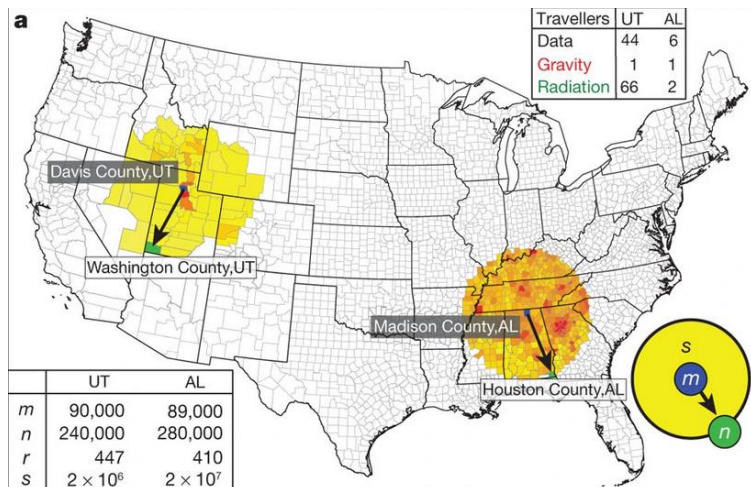 a
Travellers UT AL
Data 44 6
Gravity 1 1
Radiation 66 2
Davis County,UT
Washington County,UT
Madison County,AL
Houston County,AL
s
m
n
UT AL
m 90,000 89,000
n 240,000 280,000
r 447 410
s 2 × 10⁶ 2 × 10⁷